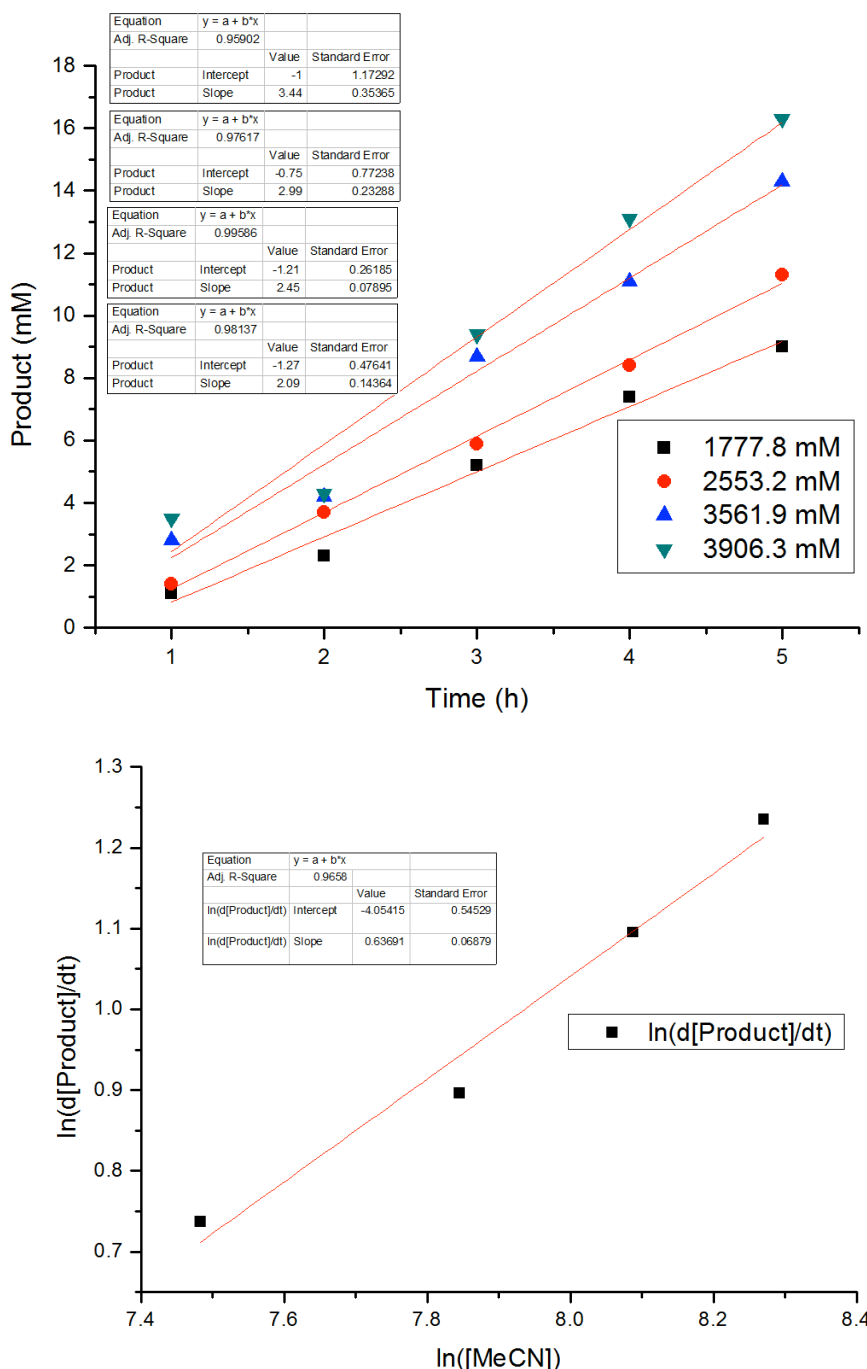 Equation y = a + b*x
Adj. R-Square 0.95902
Value Standard Error
Product Intercept -1 1.17292
Product Slope 3.44 0.35365
Equation y = a + b*x
Adj. R-Square 0.97617
Value Standard Error
Product Intercept -0.75 0.77238
Product Slope 2.99 0.23288
Equation y = a + b*x
Adj. R-Square 0.99586
Value Standard Error
Product Intercept -1.21 0.26185
Product Slope 2.45 0.07895
Equation y = a + b*x
Adj. R-Square 0.98137
Value Standard Error
Product Intercept -1.27 0.47641
Product Slope 2.09 0.14364
18
16
14
12
10
8
6
4
2
0
Product (mM)
1777.8 mM
2553.2 mM
3561.9 mM
3906.3 mM
1 2 3 4 5
Time (h)
1.3
1.2
1.1
1.0
0.9
0.8
0.7
ln(d[Product]/dt)
Equation y = a + b*x
Adj. R-Square 0.9658
Value Standard Error
ln(d[Product]/dt) Intercept -4.05415 0.54529
ln(d[Product]/dt) Slope 0.63691 0.06879
ln(d[Product]/dt)
7.4 7.6 7.8 8.0 8.2 8.4
ln([MeCN])